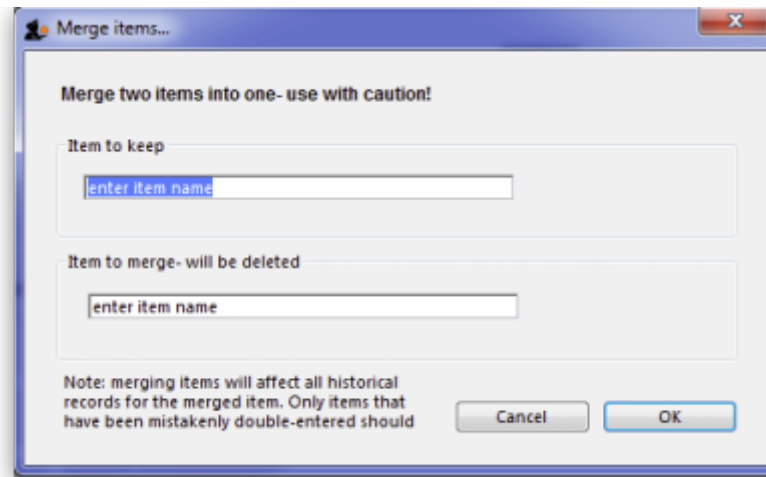 Merge items...
Merge two items into one- use with caution!
Item to keep
enter item name
Item to merge- will be deleted
enter item name
Note: merging items will affect all historical
records for the merged item. Only items that
have been mistakenly double-entered should
Cancel
OK